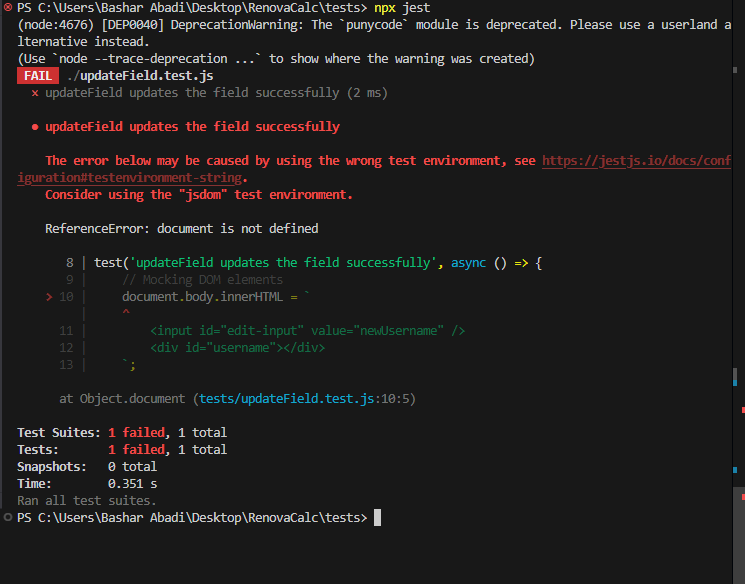 PS C:\Users\Bashar Abadi\Desktop\RenovaCalc\tests> npx jest
(node:4676) [DEP0040] DeprecationWarning: The `punycode` module is deprecated. Please use a userland a
lternative instead.
(Use `node --trace-deprecation ...` to show where the warning was created)
FAIL ./updateField.test.js
× updateField updates the field successfully (2 ms)
● updateField updates the field successfully
The error below may be caused by using the wrong test environment, see https://jestjs.io/docs/conf
iguration#testenvironment-string.
Consider using the "jsdom" test environment.
ReferenceError: document is not defined
8 | test('updateField updates the field successfully', async () => {
9 | // Mocking DOM elements
> 10 | document.body.innerHTML = `
| ^
11 | <input id="edit-input" value="newUsername" />
12 | <div id="username"></div>
13 | `;
at Object.document (tests/updateField.test.js:10:5)
Test Suites: 1 failed, 1 total
Tests: 1 failed, 1 total
Snapshots: 0 total
Time: 0.351 s
Ran all test suites.
PS C:\Users\Bashar Abadi\Desktop\RenovaCalc\tests>